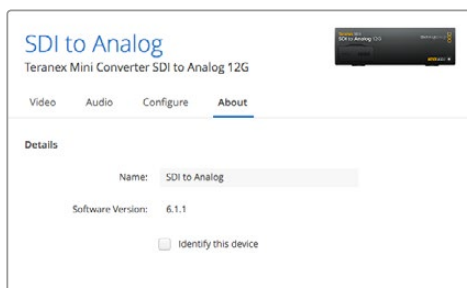 SDI to Analog
Teranex Mini Converter SDI to Analog 12G
Video Audio Configure About
Details
Name: SDI to Analog
Software Version: 6.1.1
Identify this device